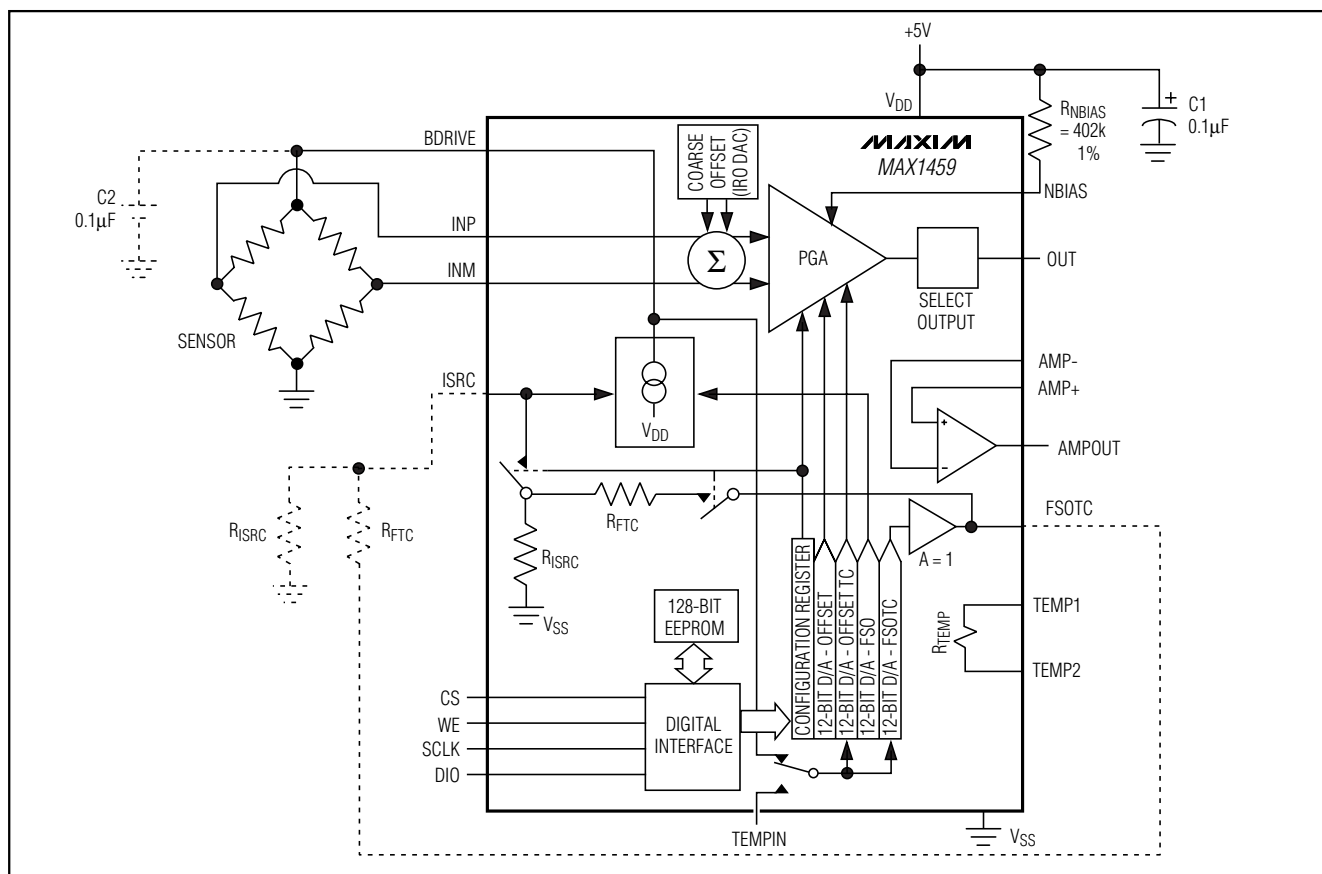 +5V
VDD
RNBIAS
= 402k
1%
+
C1
0.1µF
BDRIVE
COARSE
OFFSET
(IRO DAC)
MAXIM
MAX1459
NBIAS
C2
0.1µF
INP
INM
Σ
PGA
SELECT
OUTPUT
OUT
SENSOR
ISRC
VDD
AMP-
AMP+
+
-
AMPOUT
FSOTC
A = 1
RISRC
RFTC
RFTC
RISRC
VSS
128-BIT
EEPROM
CONFIGURATION REGISTER
12-BIT D/A - OFFSET
12-BIT D/A - OFFSET TC
12-BIT D/A - FSO
12-BIT D/A - FSOTC
TEMP1
RTEMP
TEMP2
CS
WE
SCLK
DIO
DIGITAL
INTERFACE
TEMPIN
VSS